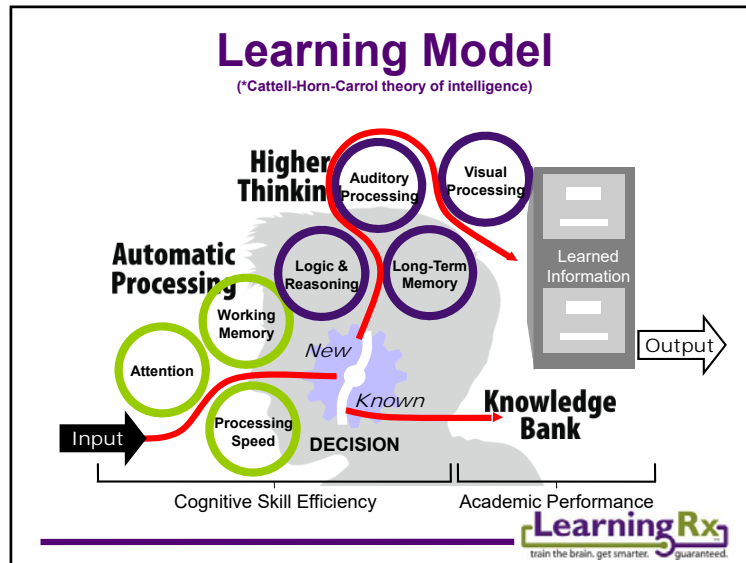 Learning Model
(*Cattell-Horn-Carrol theory of intelligence)
Higher
Thinking
Auditory
Processing
Visual
Processing
Automatic
Processing
Logic &
Reasoning
Long-Term
Memory
Learned
Information
Working
Memory
New
Attention
Output
Known
Knowledge
Bank
Input
Processing
Speed
DECISION
Cognitive Skill Efficiency
Academic Performance
LearningRx
train the brain. get smarter. guaranteed.